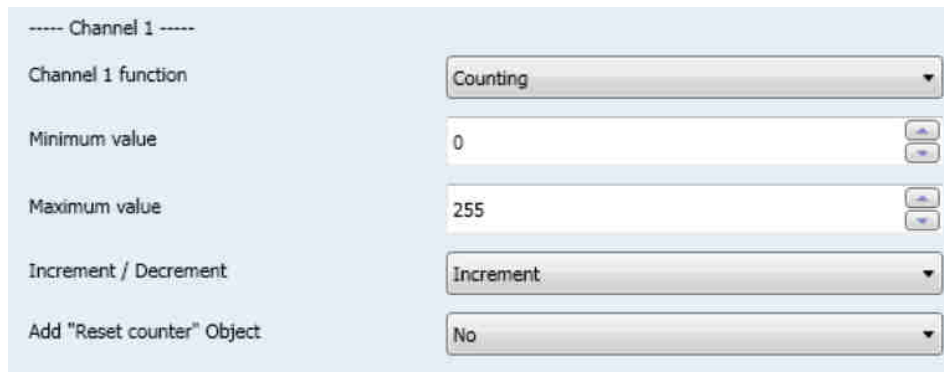 ----- Channel 1 -----
Channel 1 function Counting
Minimum value 0
Maximum value 255
Increment / Decrement Increment
Add "Reset counter" Object No